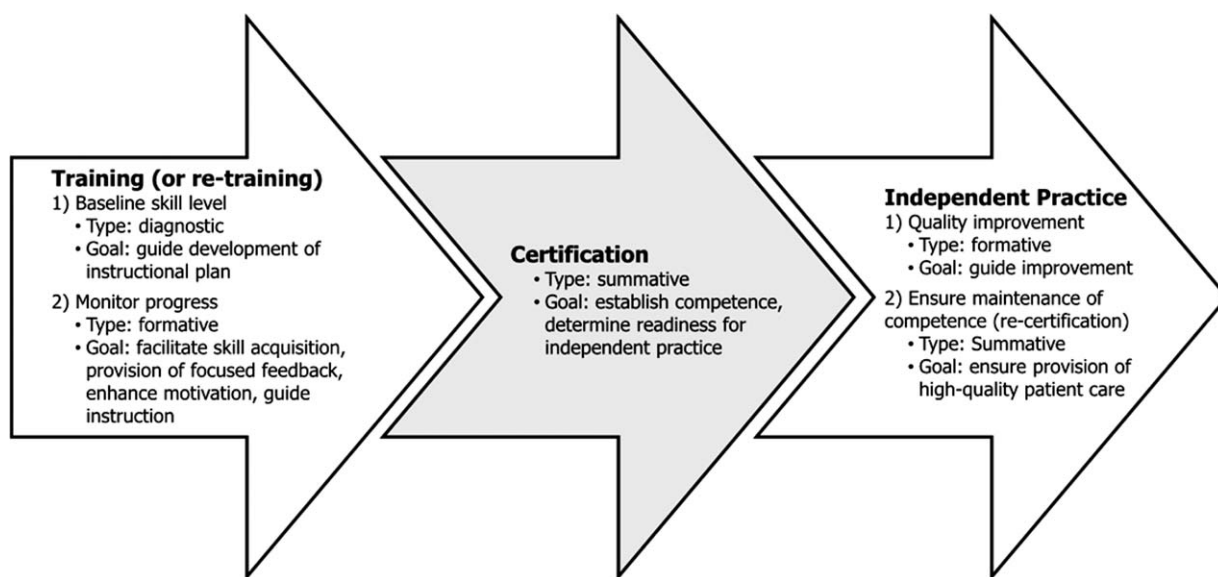 Training (or re-training)
1) Baseline skill level
• Type: diagnostic
• Goal: guide development of
instructional plan
2) Monitor progress
• Type: formative
• Goal: facilitate skill acquisition,
provision of focused feedback,
enhance motivation, guide
instruction
Certification
• Type: summative
• Goal: establish competence,
determine readiness for
independent practice
Independent Practice
1) Quality improvement
• Type: formative
• Goal: guide improvement
2) Ensure maintenance of
competence (re-certification)
• Type: Summative
• Goal: ensure provision of
high-quality patient care